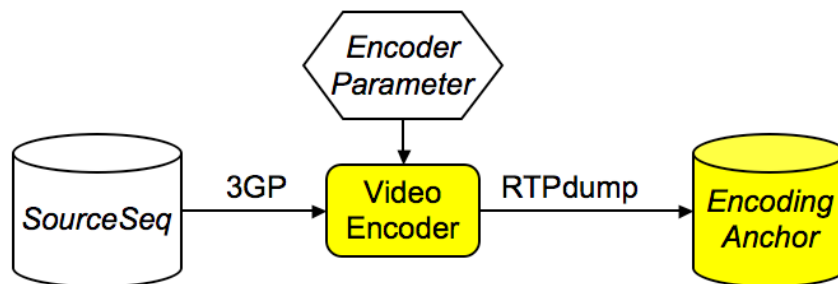 Encoder
Parameter
SourceSeq
3GP
Video
Encoder
RTPdump
Encoding
Anchor